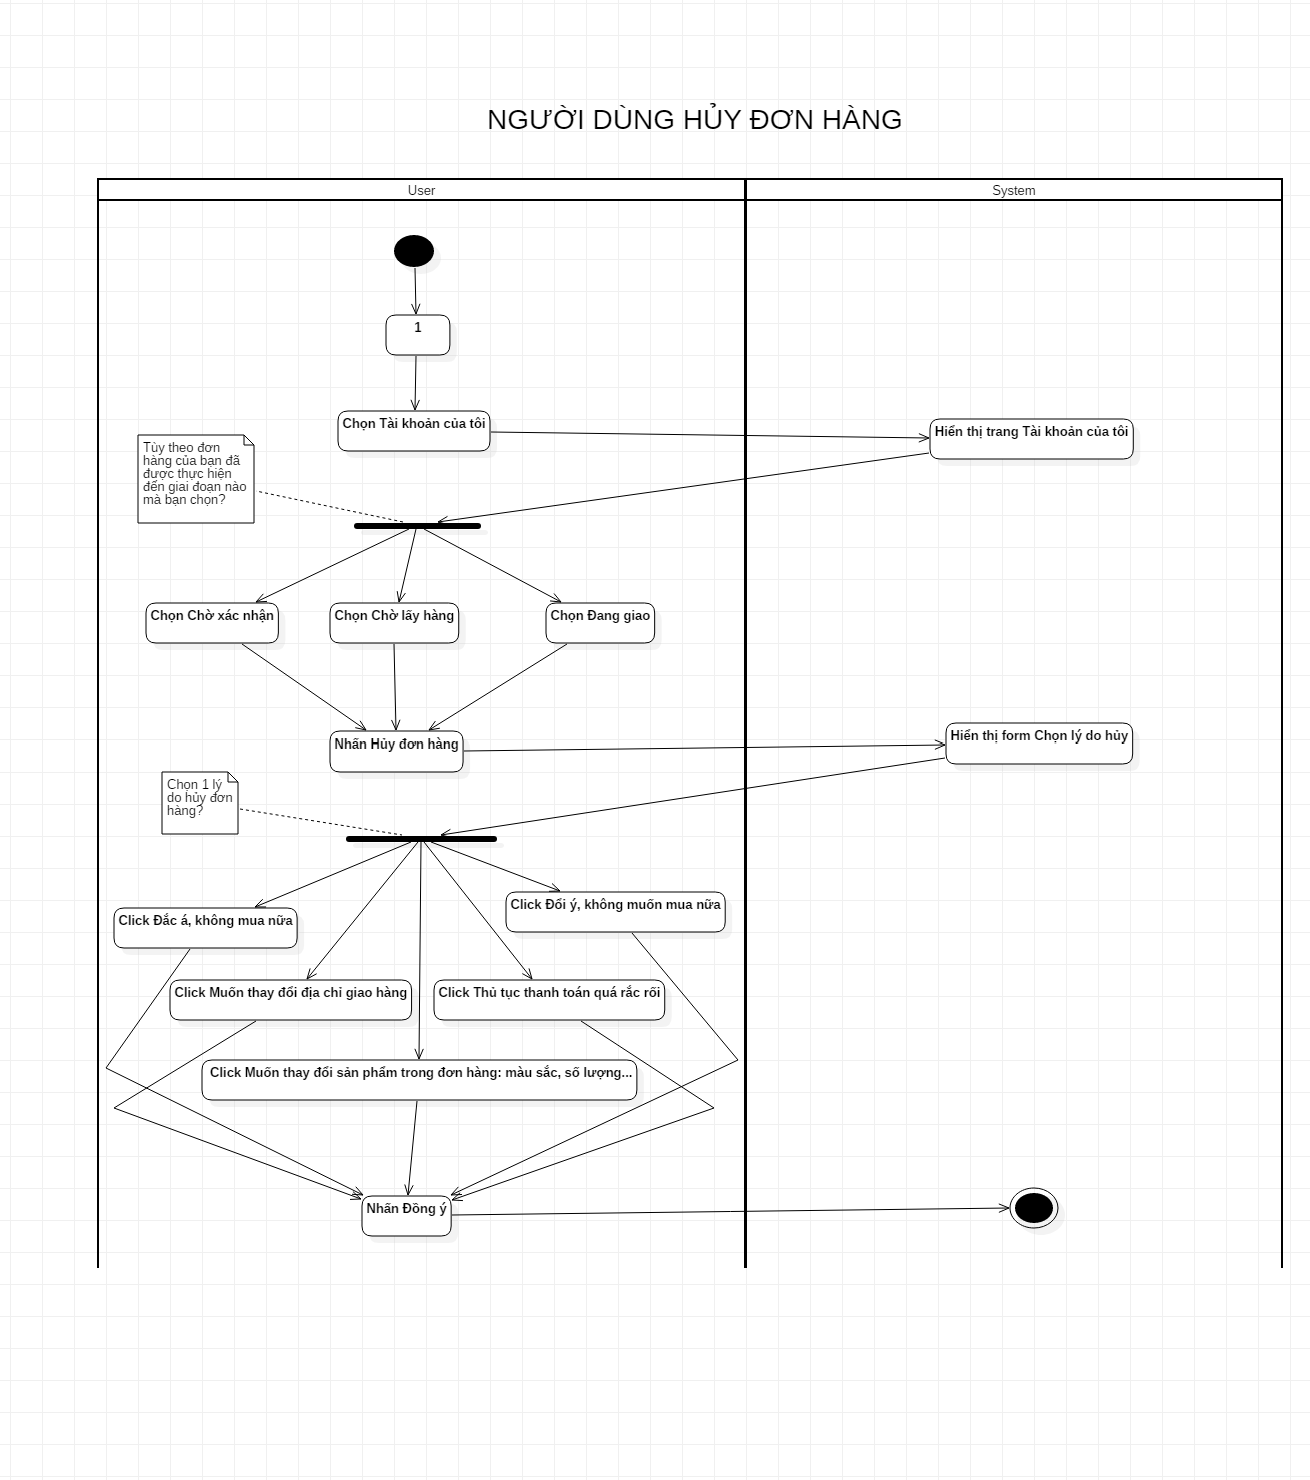 NGƯỜI DÙNG HỦY ĐƠN HÀNG
User
System
1
Chọn Tài khoản của tôi
Hiển thị trang Tài khoản của tôi
Tùy theo đơn
hàng của bạn đã
được thực hiện
đến giai đoạn nào
mà bạn chọn?
Chọn Chờ xác nhận
Chọn Chờ lấy hàng
Chọn Đang giao
Nhấn Hủy đơn hàng
Hiển thị form Chọn lý do hủy
Chọn 1 lý
do hủy đơn
hàng?
Click Đắc á, không mua nữa
Click Đổi ý, không muốn mua nữa
Click Muốn thay đổi địa chỉ giao hàng
Click Thủ tục thanh toán quá rắc rối
Click Muốn thay đổi sản phẩm trong đơn hàng: màu sắc, số lượng...
Nhấn Đồng ý